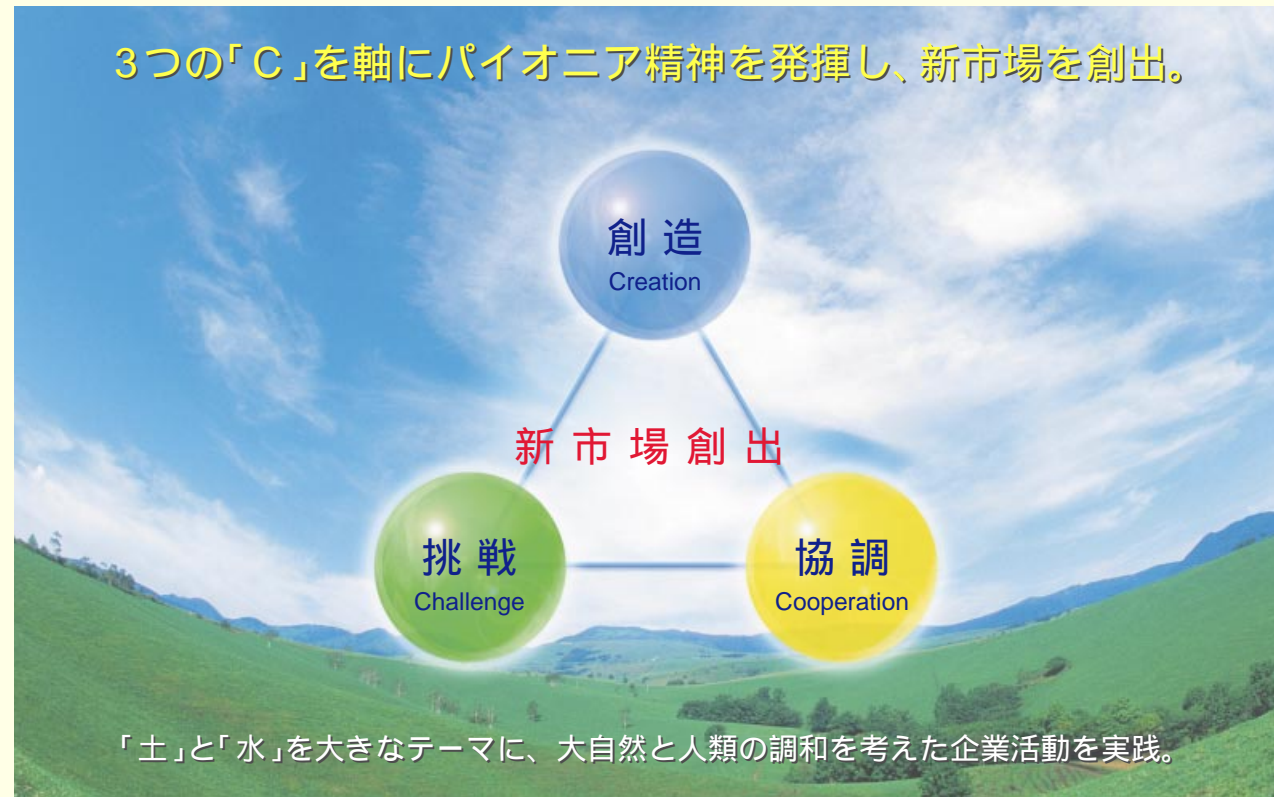 3つの「C」を軸にパイオニア精神を発揮し、新市場を創出。
創造
Creation
新市場創出
挑戦
Challenge
協調
Cooperation
「土」と「水」を大きなテーマに、大自然と人類の調和を考えた企業活動を実践。